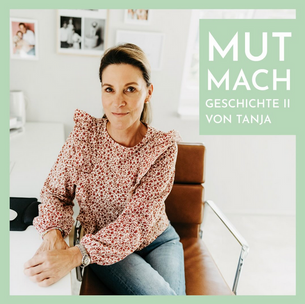 MUT
MACH
GESCHICHTE II
VON TANJA